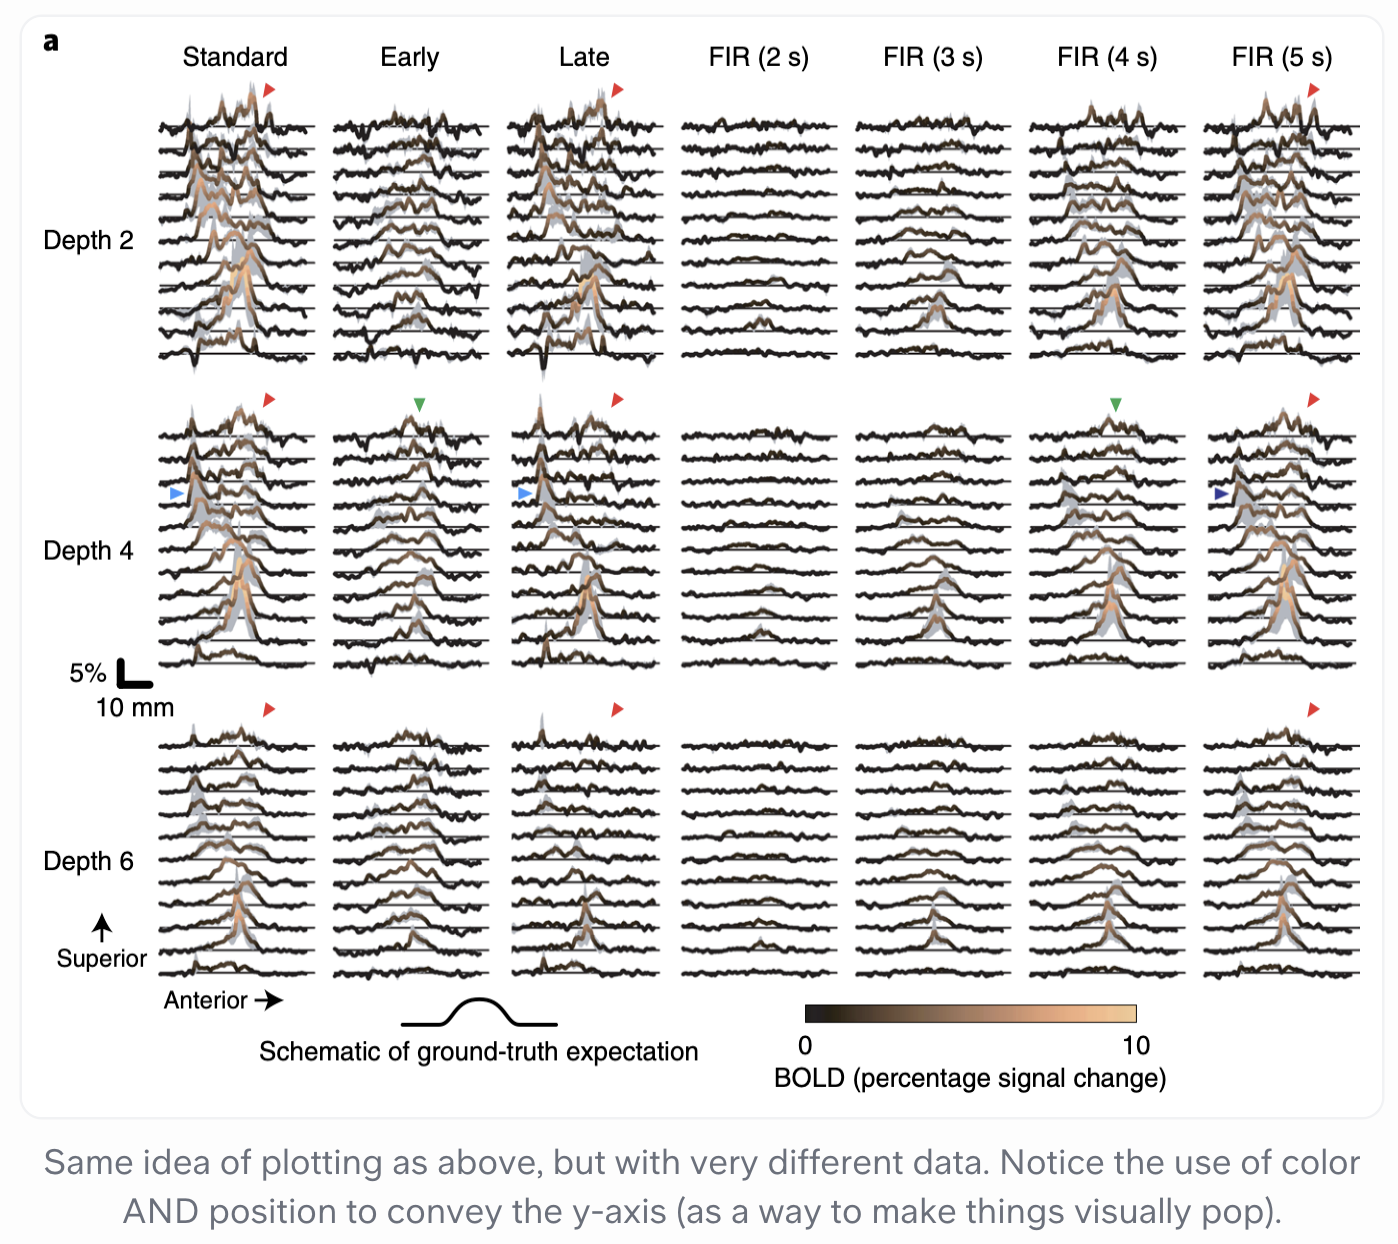 a
Standard Early Late FIR (2 s) FIR (3 s) FIR (4 s) FIR (5 s)
Depth 2
Depth 4
5%
10 mm
Depth 6
Superior
Anterior
Schematic of ground-truth expectation
0 10
BOLD (percentage signal change)
Same idea of plotting as above, but with very different data. Notice the use of color
AND position to convey the y-axis (as a way to make things visually pop).